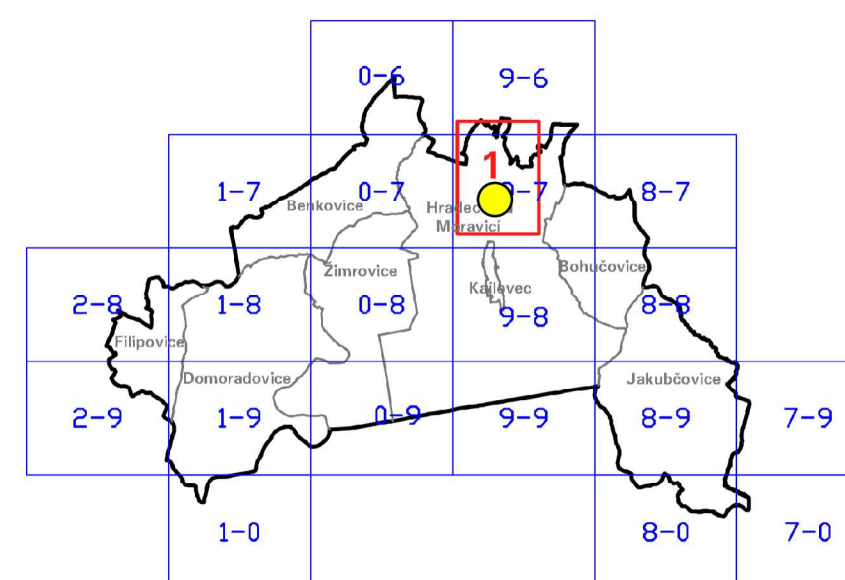 0-6
9-6
1
1-7
0-7
9-7
8-7
Benkovice
Hradec
Moravicí
Žimrovice
Bohučovice
Kajlovec
2-8
1-8
0-8
9-8
8-8
Filipovice
Domoradovice
Jakubčovice
2-9
1-9
0-9
9-9
8-9
7-9
1-0
8-0
7-0